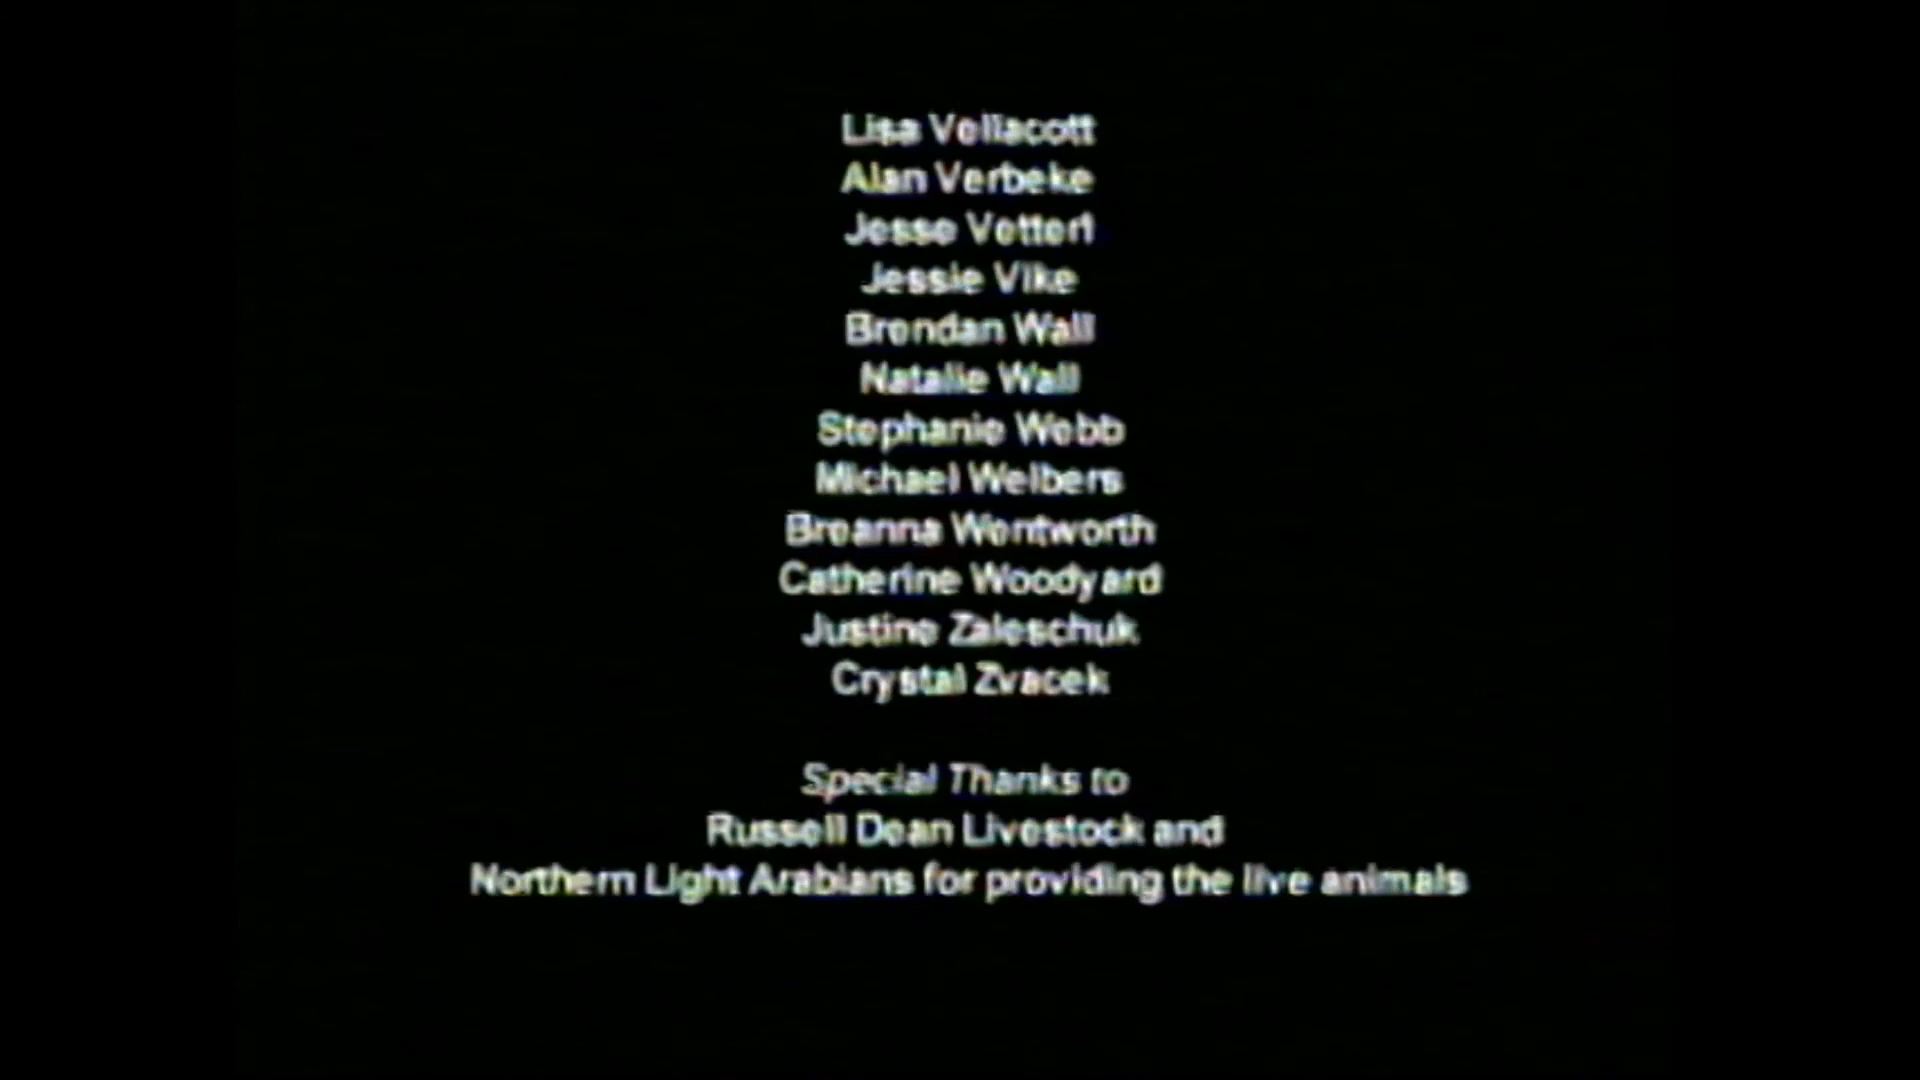 Lisa Vellacott
Alan Verbeke
Jesse Vetterl
Jessie Vike
Brendan Wall
Natalie Wall
Stephanie Webb
Michael Welbers
Breanna Wentworth
Catherine Woodyard
Justine Zaleschuk
Crystal Zvacek
Special Thanks to
Russell Dean Livestock and
Northern Light Arabians for providing the live animals